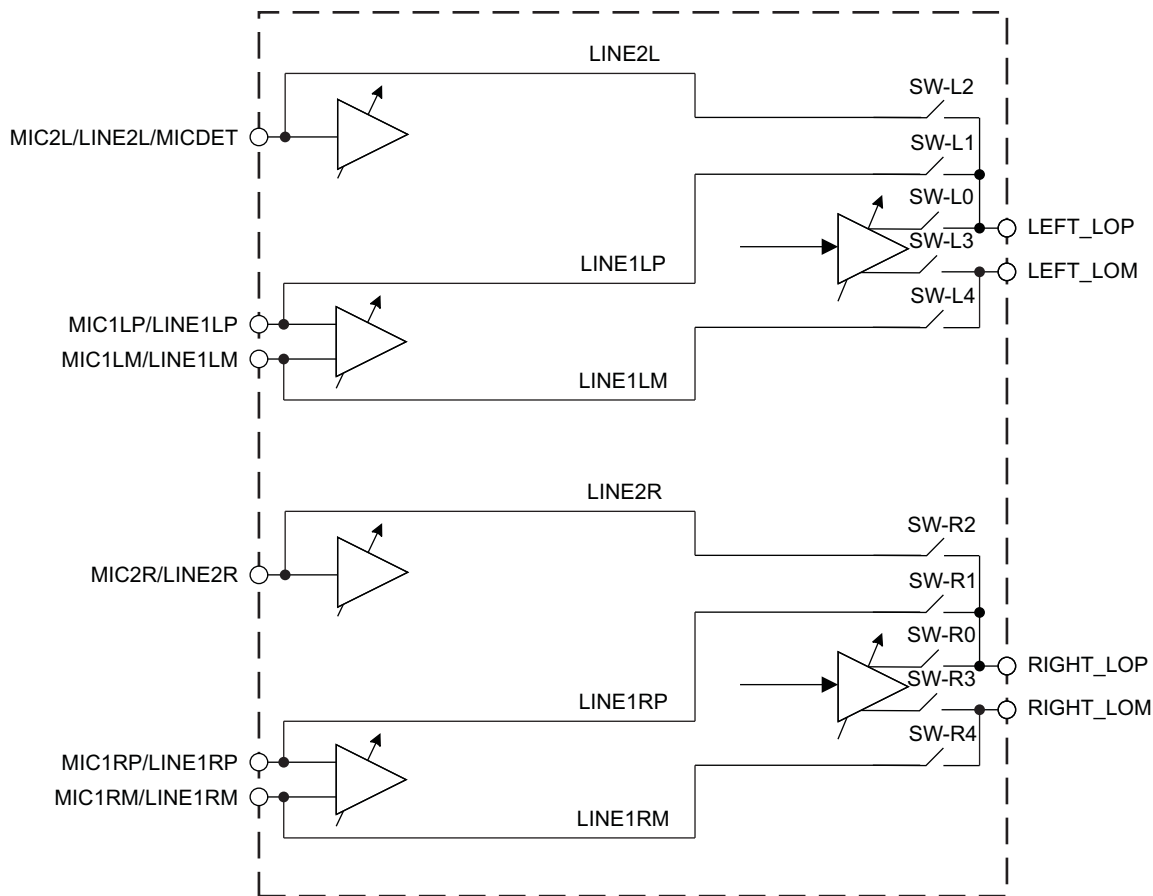 LINE2L
SW-L2
MIC2L/LINE2L/MICDET
SW-L1
SW-L0
LEFT_LOP
SW-L3
LINE1LP
LEFT_LOM
SW-L4
MIC1LP/LINE1LP
MIC1LM/LINE1LM
LINE1LM
LINE2R
SW-R2
MIC2R/LINE2R
SW-R1
SW-R0
RIGHT_LOP
SW-R3
LINE1RP
RIGHT_LOM
SW-R4
MIC1RP/LINE1RP
MIC1RM/LINE1RM
LINE1RM